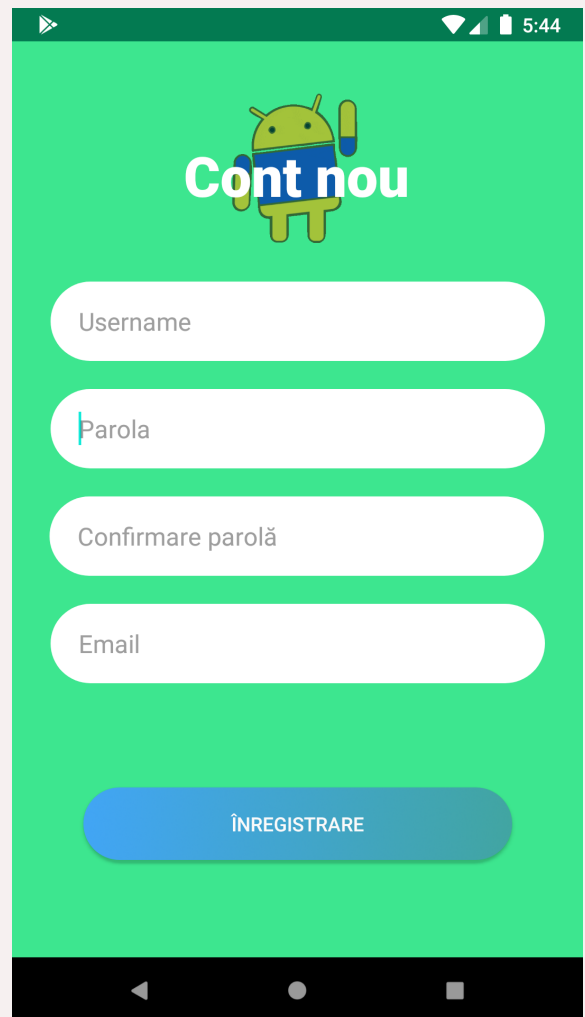 5:44
Cont nou
Username
Parola
Confirmare parolă
Email
ÎNREGISTRARE